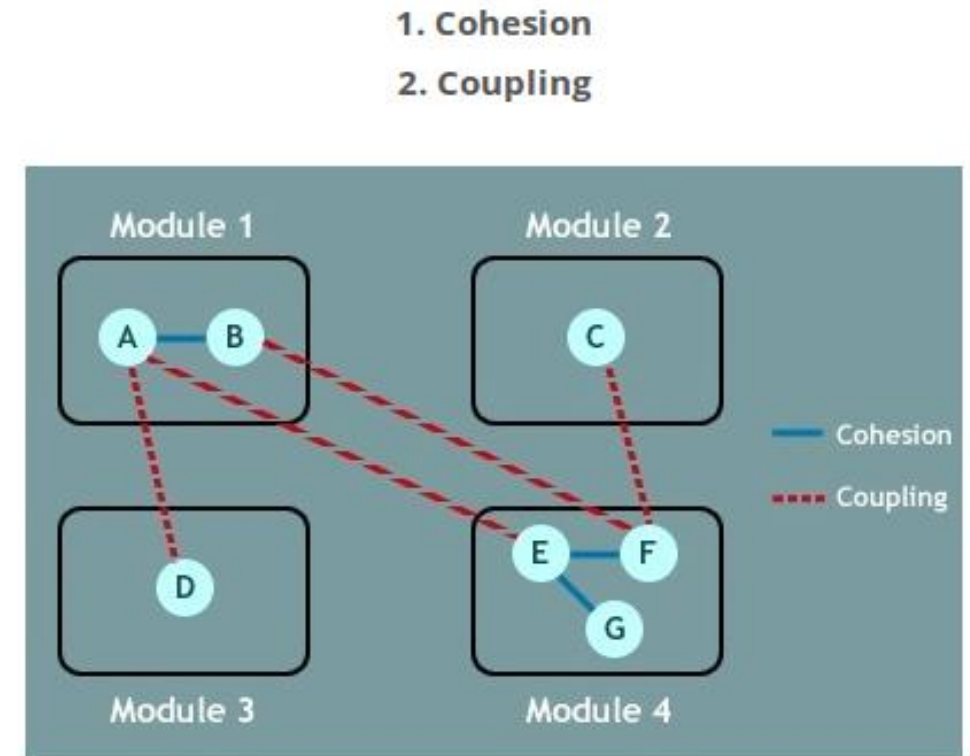 1. Cohesion
2. Coupling
Module 1
Module 2
A
B
C
Cohesion
Coupling
E
F
D
G
Module 3
Module 4